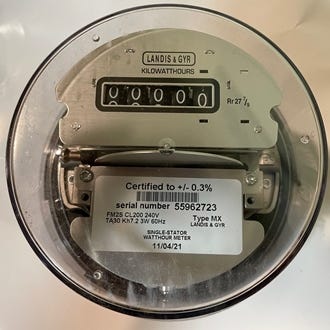 LANDIS & GYR
KILOWATTHOURS
0 0 0 0 0
Rr 27 7/9
Certified to +/- 0.3%
serial number 55962723
FM2S CL200 240V
TA30 Kh7.2 3W 60Hz
Type MX
LANDIS & GYR
SINGLE-STATOR
WATTHOUR METER
11/04/21